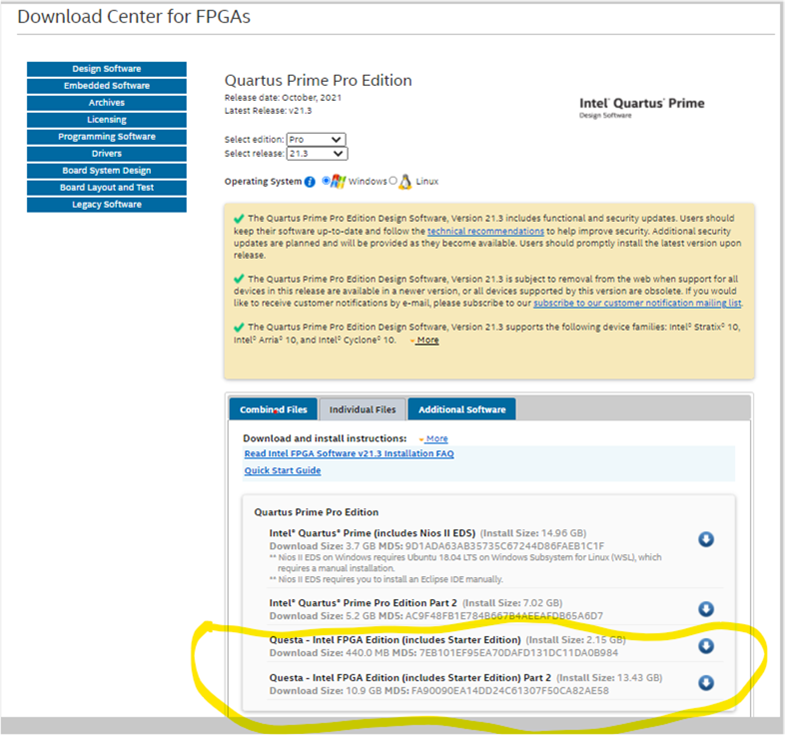 Download Center for FPGAs
Design Software
Embedded Software
Archives
Licensing
Programming Software
Drivers
Board System Design
Board Layout and Test
Legacy Software
Quartus Prime Pro Edition
Release date: October, 2021
Latest Release: v21.3
Intel® Quartus® Prime
Design Software
Select edition: Pro
Select release: 21.3
Operating System Windows Linux
The Quartus Prime Pro Edition Design Software, Version 21.3 includes functional and security updates. Users should
keep their software up-to-date and follow the technical recommendations to help improve security. Additional security
updates are planned and will be provided as they become available. Users should promptly install the latest version upon
release.
The Quartus Prime Pro Edition Design Software, Version 21.3 is subject to removal from the web when support for all
devices in this release are available in a newer version, or all devices supported by this version are obsolete. If you would
like to receive customer notifications by e-mail, please subscribe to our subscribe to our customer notification mailing list.
The Quartus Prime Pro Edition Design Software, Version 21.3 supports the following device families: Intel® Stratix® 10,
Intel® Arria® 10, and Intel® Cyclone® 10. More
Combined Files Individual Files Additional Software
Download and install instructions: More
Read Intel FPGA Software v21.3 Installation FAQ
Quick Start Guide
Quartus Prime Pro Edition
Intel® Quartus® Prime (includes Nios II EDS) (Install Size: 14.96 GB)
Download Size: 3.7 GB MD5: 9D1ADA63AB35735C67244D86FAEB1C1F
** Nios II EDS on Windows requires Ubuntu 18.04 LTS on Windows Subsystem for Linux (WSL), which
requires a manual installation.
** Nios II EDS requires you to install an Eclipse IDE manually.
Intel® Quartus® Prime Pro Edition Part 2 (Install Size: 7.02 GB)
Download Size: 5.2 GB MD5: AC9F48FB1E784B667B4AEEAFDB65A6D7
Questa - Intel FPGA Edition (includes Starter Edition) (Install Size: 2.15 GB)
Download Size: 440.0 MB MD5: 7EB101EF95EA70DAFD131DC11DA0B984
Questa - Intel FPGA Edition (includes Starter Edition) Part 2 (Install Size: 13.43 GB)
Download Size: 10.9 GB MD5: FA90090EA14DD24C61307F50CA82AE58